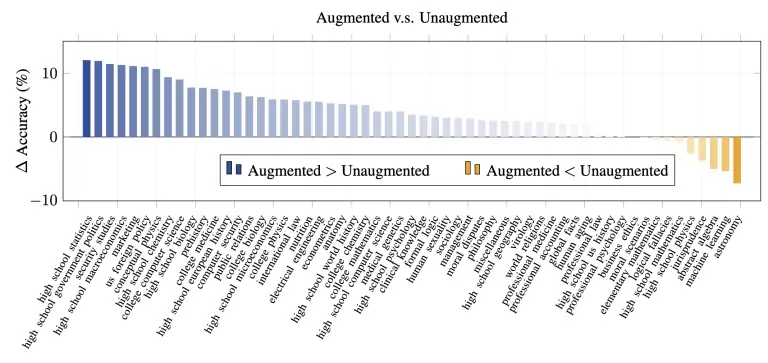 Augmented v.s. Unaugmented
Δ Accuracy (%)
10
0
−10
Augmented > Unaugmented
Augmented < Unaugmented
high school statistics
high school government politics
security studies
high school macroeconomics
marketing
us foreign policy
conceptual physics
high school chemistry
college computer science
high school biology
prehistory
college medicine
high school european history
computer security
public relations
college biology
high school microeconomics
college physics
international law
nutrition
electrical engineering
econometrics
anatomy
high school world history
college chemistry
college mathematics
high school computer science
medical genetics
high school psychology
clinical knowledge
formal logic
human sexuality
sociology
management
moral disputes
philosophy
miscellaneous
high school geography
virology
world religions
professional medicine
professional accounting
global facts
human aging
professional law
high school us history
professional psychology
business ethics
moral scenarios
elementary mathematics
logical fallacies
high school mathematics
high school physics
jurisprudence
abstract algebra
machine learning
astronomy